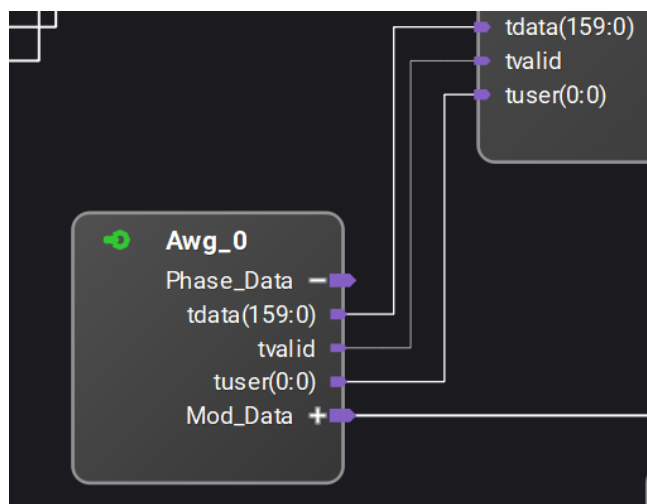 tdata(159:0)
tvalid
tuser(0:0)
Awg_0
Phase_Data
tdata(159:0)
tvalid
tuser(0:0)
Mod_Data